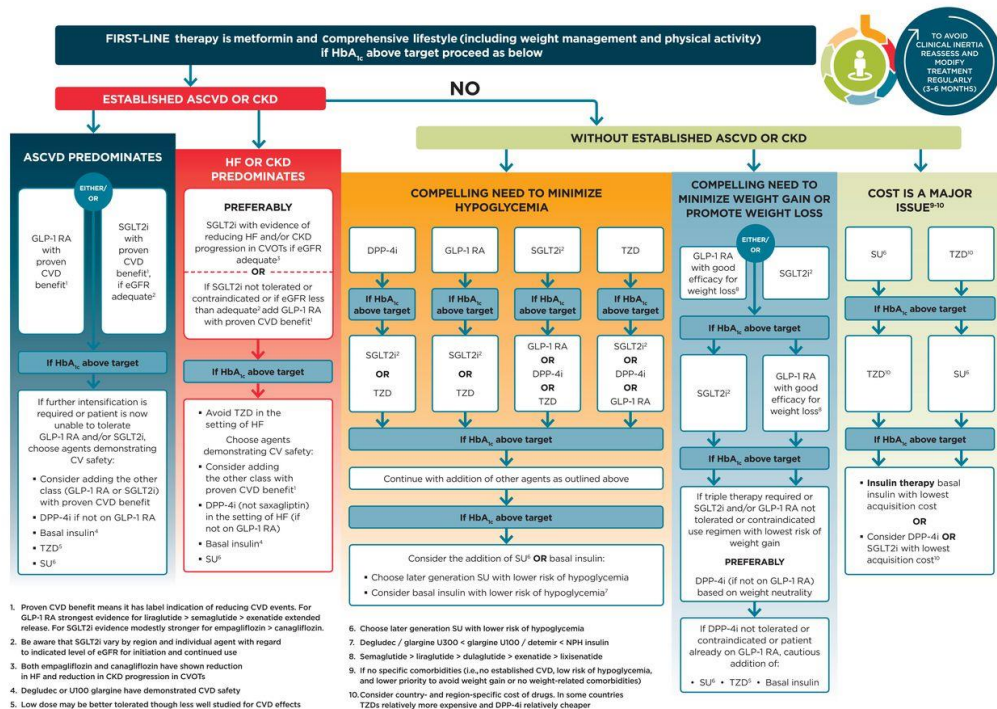 FIRST-LINE therapy is metformin and comprehensive lifestyle (including weight management and physical activity)
if HbA1c above target proceed as below
TO AVOID
CLINICAL INERTIA
REASSESS AND
MODIFY
TREATMENT
REGULARLY
(3–6 MONTHS)
ESTABLISHED ASCVD OR CKD
NO
WITHOUT ESTABLISHED ASCVD OR CKD
ASCVD PREDOMINATES
EITHER/
OR
GLP-1 RA
with
proven
CVD
benefit1
SGLT2i
with
proven
CVD
benefit1,
if eGFR
adequate2
If HbA1c above target
If further intensification
is required or patient is now
unable to tolerate
GLP-1 RA and/or SGLT2i,
choose agents demonstrating
CV safety:
▪ Consider adding the other
class (GLP-1 RA or SGLT2i)
with proven CVD benefit
▪ DPP-4i if not on GLP-1 RA
▪ Basal insulin4
▪ TZD5
▪ SU6
HF OR CKD
PREDOMINATES
PREFERABLY
SGLT2i with evidence of
reducing HF and/or CKD
progression in CVOTs if eGFR
adequate3
OR
If SGLT2i not tolerated or
contraindicated or if eGFR less
than adequate2 add GLP-1 RA
with proven CVD benefit1
If HbA1c above target
▪ Avoid TZD in the
setting of HF
Choose agents
demonstrating CV safety:
▪ Consider adding
the other class with
proven CVD benefit1
▪ DPP-4i (not saxagliptin)
in the setting of HF (if
not on GLP-1 RA)
▪ Basal insulin4
▪ SU6
COMPELLING NEED TO MINIMIZE
HYPOGLYCEMIA
DPP-4i
GLP-1 RA
SGLT2i2
TZD
If HbA1c
above target
If HbA1c
above target
If HbA1c
above target
If HbA1c
above target
SGLT2i2
OR
TZD
SGLT2i2
OR
TZD
GLP-1 RA
OR
DPP-4i
OR
TZD
SGLT2i2
OR
DPP-4i
OR
GLP-1 RA
If HbA1c above target
Continue with addition of other agents as outlined above
If HbA1c above target
Consider the addition of SU6 OR basal insulin:
▪ Choose later generation SU with lower risk of hypoglycemia
▪ Consider basal insulin with lower risk of hypoglycemia7
COMPELLING NEED TO
MINIMIZE WEIGHT GAIN OR
PROMOTE WEIGHT LOSS
EITHER/
OR
GLP-1 RA
with good
efficacy for
weight loss8
SGLT2i2
If HbA1c above target
SGLT2i2
GLP-1 RA
with good
efficacy for
weight loss8
If HbA1c above target
If triple therapy required or
SGLT2i and/or GLP-1 RA not
tolerated or contraindicated
use regimen with lowest risk
of weight gain
PREFERABLY
DPP-4i (if not on GLP-1 RA)
based on weight neutrality
If DPP-4i not tolerated or
contraindicated or patient
already on GLP-1 RA, cautious
addition of:
• SU6 • TZD5 • Basal insulin
COST IS A MAJOR
ISSUE9-10
SU6
TZD10
If HbA1c above target
TZD10
SU6
If HbA1c above target
▪ Insulin therapy basal
insulin with lowest
acquisition cost
OR
▪ Consider DPP-4i OR
SGLT2i with lowest
acquisition cost10
1. Proven CVD benefit means it has label indication of reducing CVD events. For
GLP-1 RA strongest evidence for liraglutide > semaglutide > exenatide extended
release. For SGLT2i evidence modestly stronger for empagliflozin > canagliflozin.
2. Be aware that SGLT2i vary by region and individual agent with regard
to indicated level of eGFR for initiation and continued use
3. Both empagliflozin and canagliflozin have shown reduction
in HF and reduction in CKD progression in CVOTs
4. Degludec or U100 glargine have demonstrated CVD safety
5. Low dose may be better tolerated though less well studied for CVD effects
6. Choose later generation SU with lower risk of hypoglycemia
7. Degludec / glargine U300 < glargine U100 / detemir < NPH insulin
8. Semaglutide > liraglutide > dulaglutide > exenatide > lixisenatide
9. If no specific comorbidities (i.e., no established CVD, low risk of hypoglycemia,
and lower priority to avoid weight gain or no weight-related comorbidities)
10. Consider country- and region-specific cost of drugs. In some countries
TZDs relatively more expensive and DPP-4i relatively cheaper